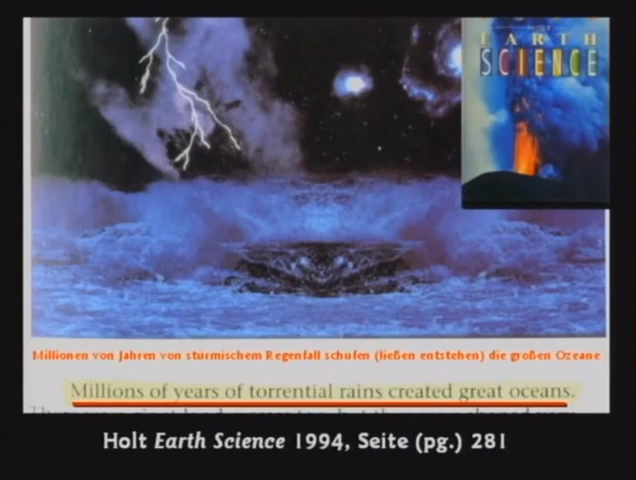 EARTH
SCIENCE
Millionen von Jahren von stürmischem Regenfall schufen (ließen entstehen) die großen Ozeane
Millions of years of torrential rains created great oceans.
Holt Earth Science 1994, Seite (pg.) 281